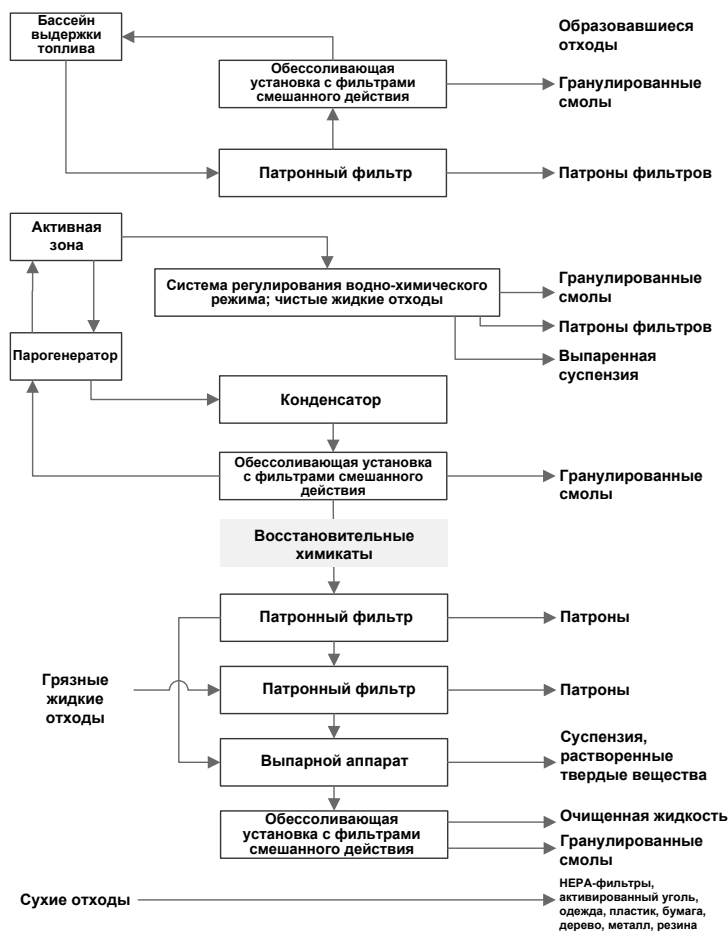 Бассейн
выдержки
топлива
Образовавшиеся
отходы
Обессоливающая
установка с фильтрами
смешанного действия
Гранулированные
смолы
Патронный фильтр
Патроны фильтров
Активная
зона
Система регулирования водно-химического
режима; чистые жидкие отходы
Гранулированные
смолы
Патроны фильтров
Парогенератор
Выпаренная
суспензия
Конденсатор
Обессоливающая установка
с фильтрами смешанного
действия
Гранулированные
смолы
Восстановительные
химикаты
Патронный фильтр
Патроны
Грязные
жидкие
отходы
Патронный фильтр
Патроны
Выпарной аппарат
Суспензия,
растворенные
твердые вещества
Обессоливающая
установка с фильтрами
смешанного действия
Очищенная жидкость
Гранулированные
смолы
Сухие отходы
HEPA-фильтры,
активированный уголь,
одежда, пластик, бумага,
дерево, металл, резина